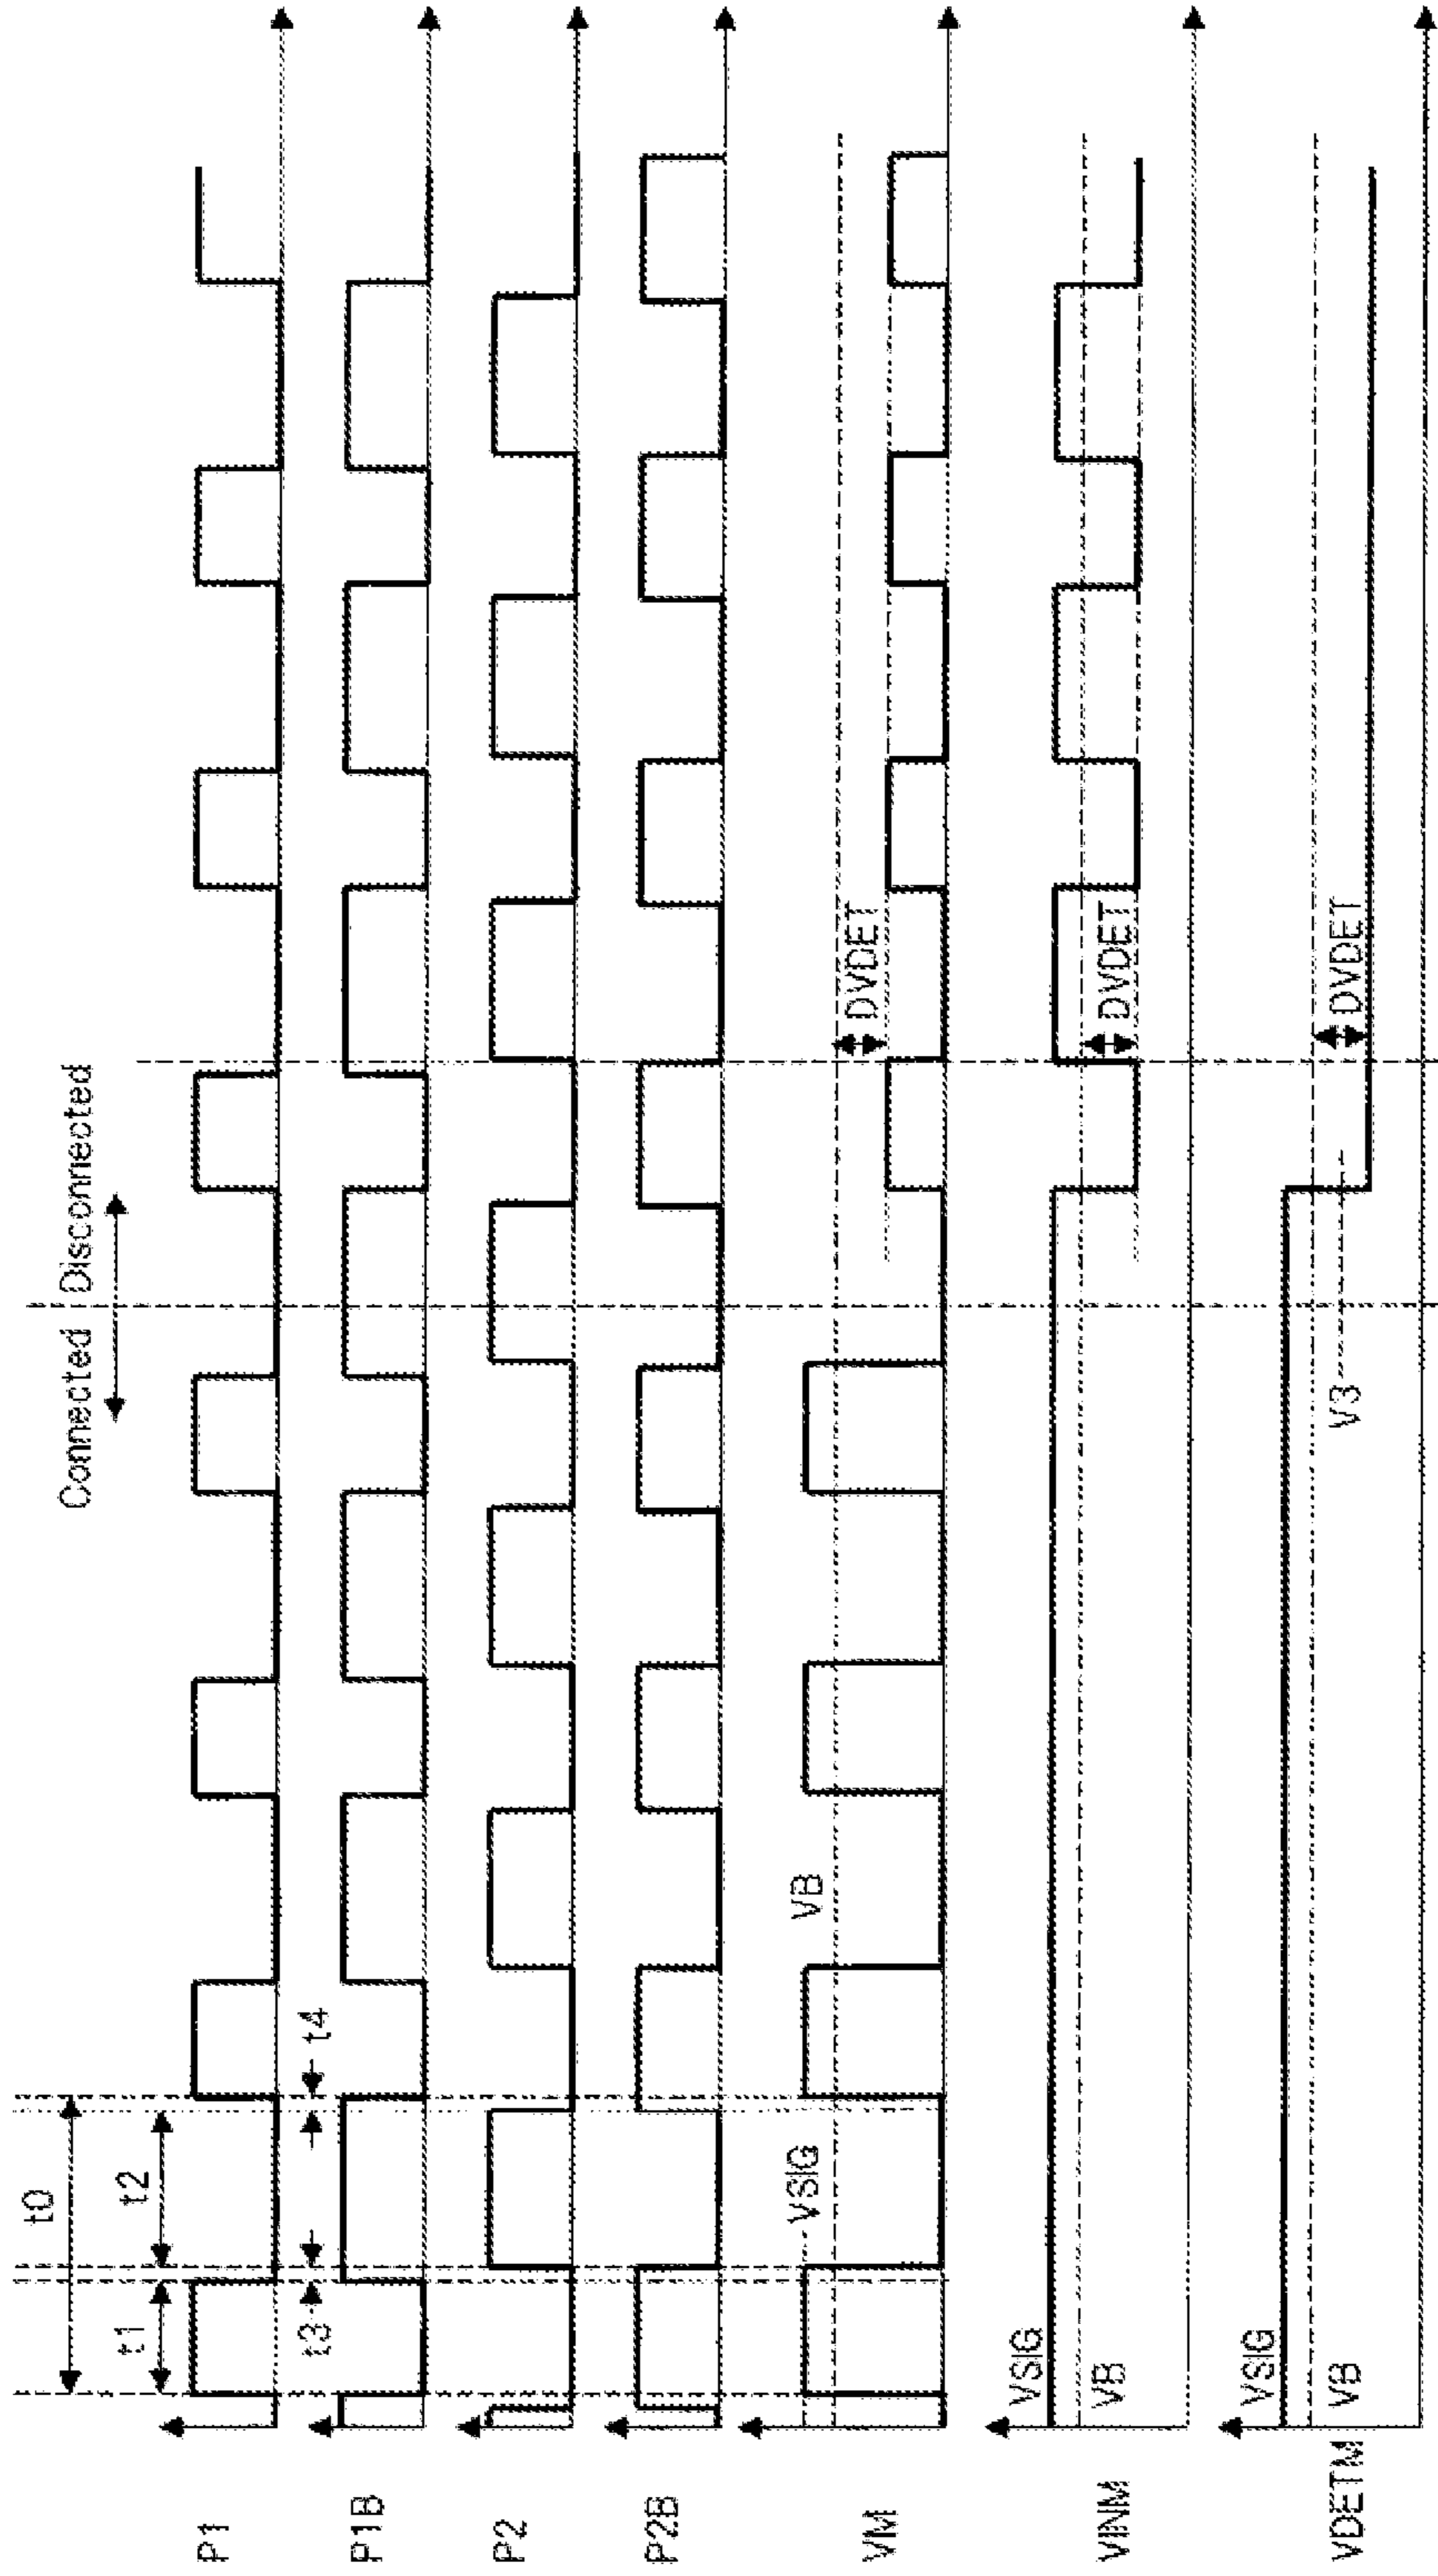 Connected Disconnected
t0
t1 t2
t3 t4
P1
P1B
P2
P2B
VM
VSIG
VB
DVDET
VINM
VSIG
VB
DVDET
VDETM
VSIG
VB
V3
DVDET